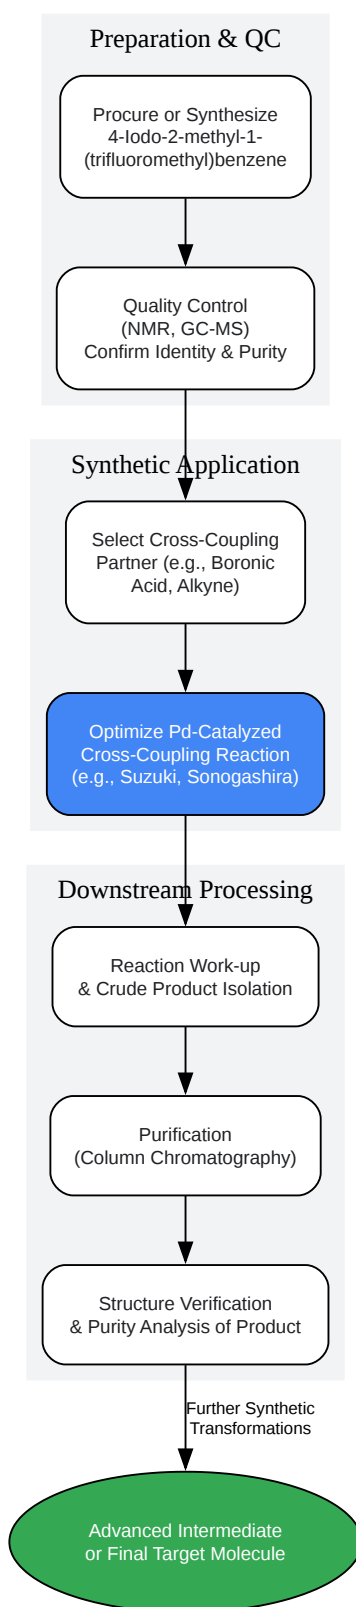 Preparation & QC
Procure or Synthesize
4-Iodo-2-methyl-1-
(trifluoromethyl)benzene
Quality Control
(NMR, GC-MS)
Confirm Identity & Purity
Synthetic Application
Select Cross-Coupling
Partner (e.g., Boronic
Acid, Alkyne)
Optimize Pd-Catalyzed
Cross-Coupling Reaction
(e.g., Suzuki, Sonogashira)
Downstream Processing
Reaction Work-up
& Crude Product Isolation
Purification
(Column Chromatography)
Structure Verification
& Purity Analysis of Product
Further Synthetic
Transformations
Advanced Intermediate
or Final Target Molecule